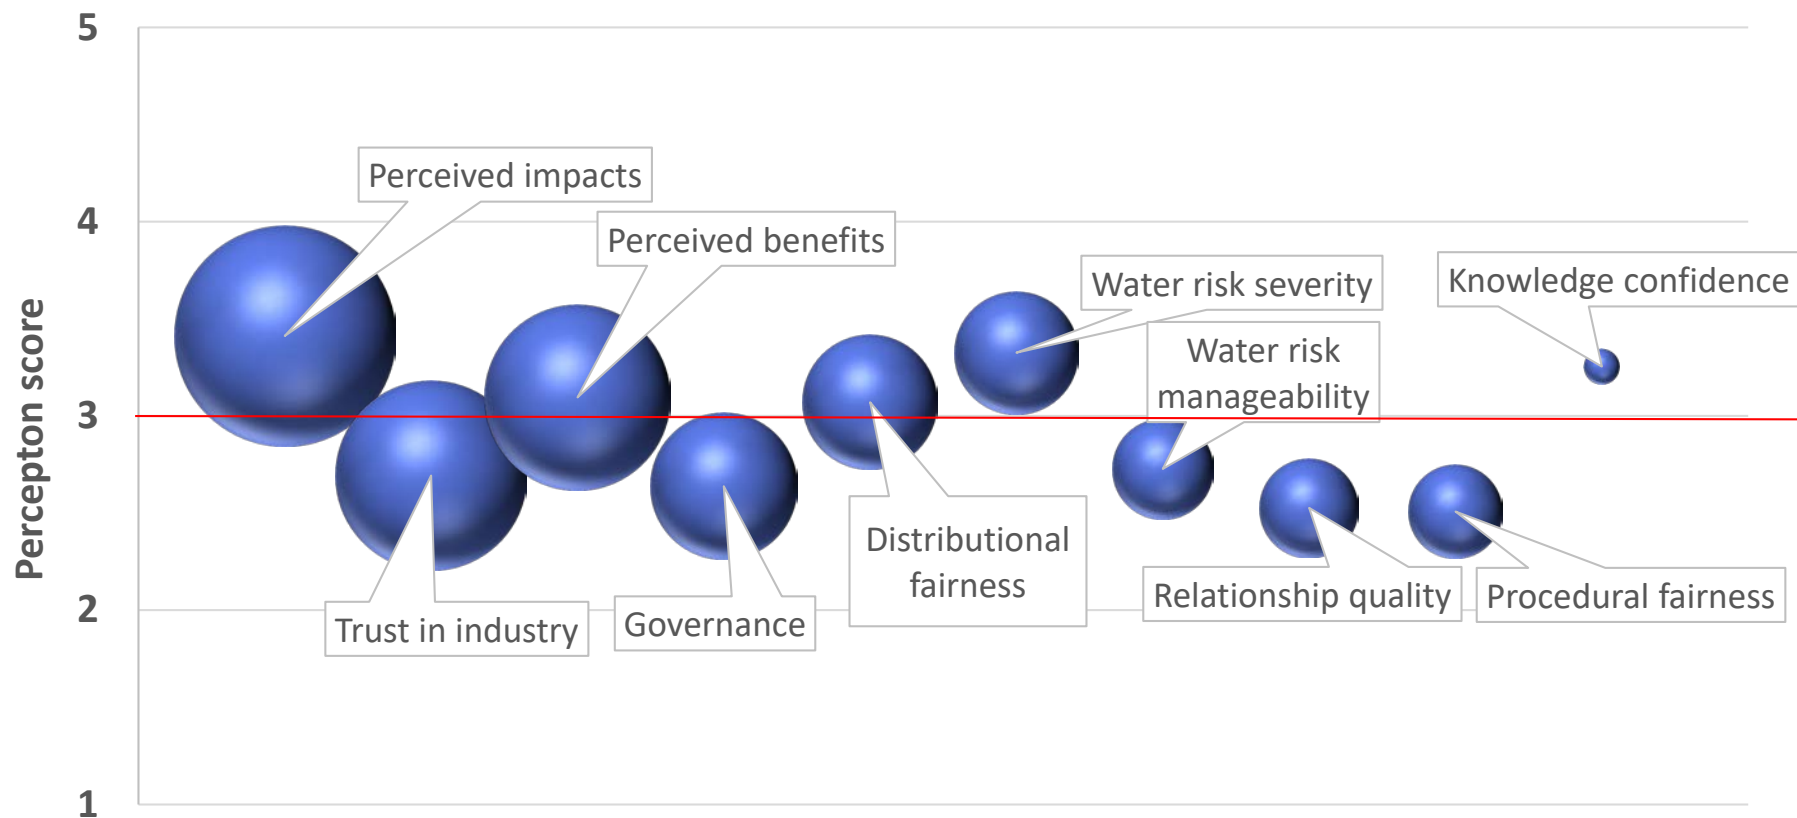 5
4
3
2
1
Percepton score
Perceived impacts
Perceived benefits
Water risk severity
Knowledge confidence
Water risk
manageability
Distributional
fairness
Trust in industry
Governance
Relationship quality
Procedural fairness